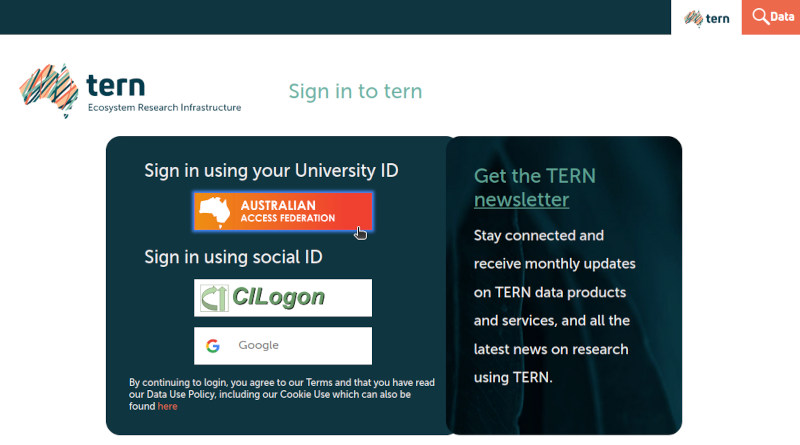 tern
Data
tern
Ecosystem Research Infrastructure
Sign in to tern
Sign in using your University ID
AUSTRALIAN
ACCESS FEDERATION
Sign in using social ID
CILogon
Google
By continuing to login, you agree to our Terms and that you have read
our Data Use Policy, including our Cookie Use which can also be
found here
Get the TERN
newsletter
Stay connected and
receive monthly updates
on TERN data products
and services, and all the
latest news on research
using TERN.